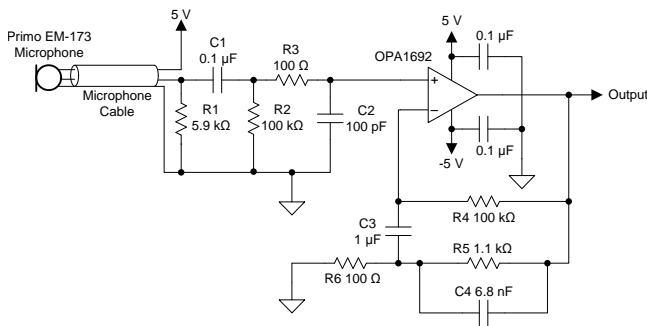 5 V
Primo EM-173
Microphone
Microphone
Cable
C1
0.1 µF
R3
100 Ω
R1
5.9 kΩ
R2
100 kΩ
C2
100 pF
OPA1692
5 V
0.1 µF
+
–
Output
-5 V
0.1 µF
R4 100 kΩ
C3
1 µF
R5 1.1 kΩ
R6 100 Ω
C4 6.8 nF